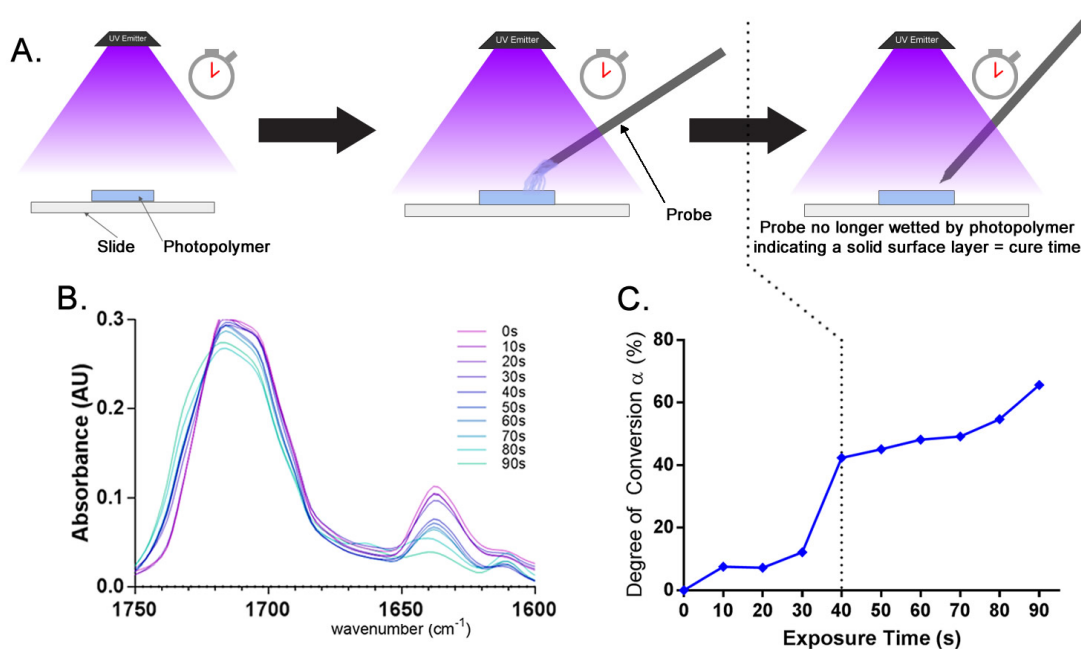 A.
UV Emitter
UV Emitter
UV Emitter
Probe
Slide
Photopolymer
Probe no longer wetted by photopolymer
indicating a solid surface layer = cure time
B.
Absorbance (AU)
0.3
0.2
0.1
0.0
1750
1700
1650
1600
wavenumber (cm⁻¹)
0s
10s
20s
30s
40s
50s
60s
70s
80s
90s
C.
Degree of Conversion α (%)
80
60
40
20
0
0 10 20 30 40 50 60 70 80 90
Exposure Time (s)